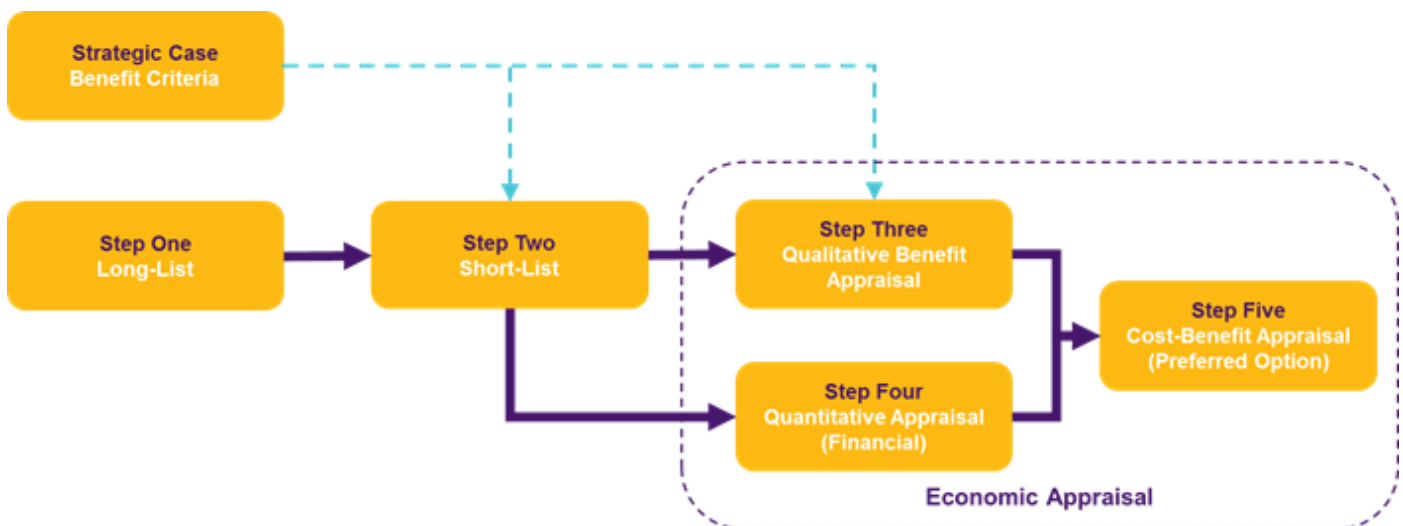 Strategic Case
Benefit Criteria
Step One
Long-List
Step Two
Short-List
Step Three
Qualitative Benefit
Appraisal
Step Four
Quantitative Appraisal
(Financial)
Step Five
Cost-Benefit Appraisal
(Preferred Option)
Economic Appraisal